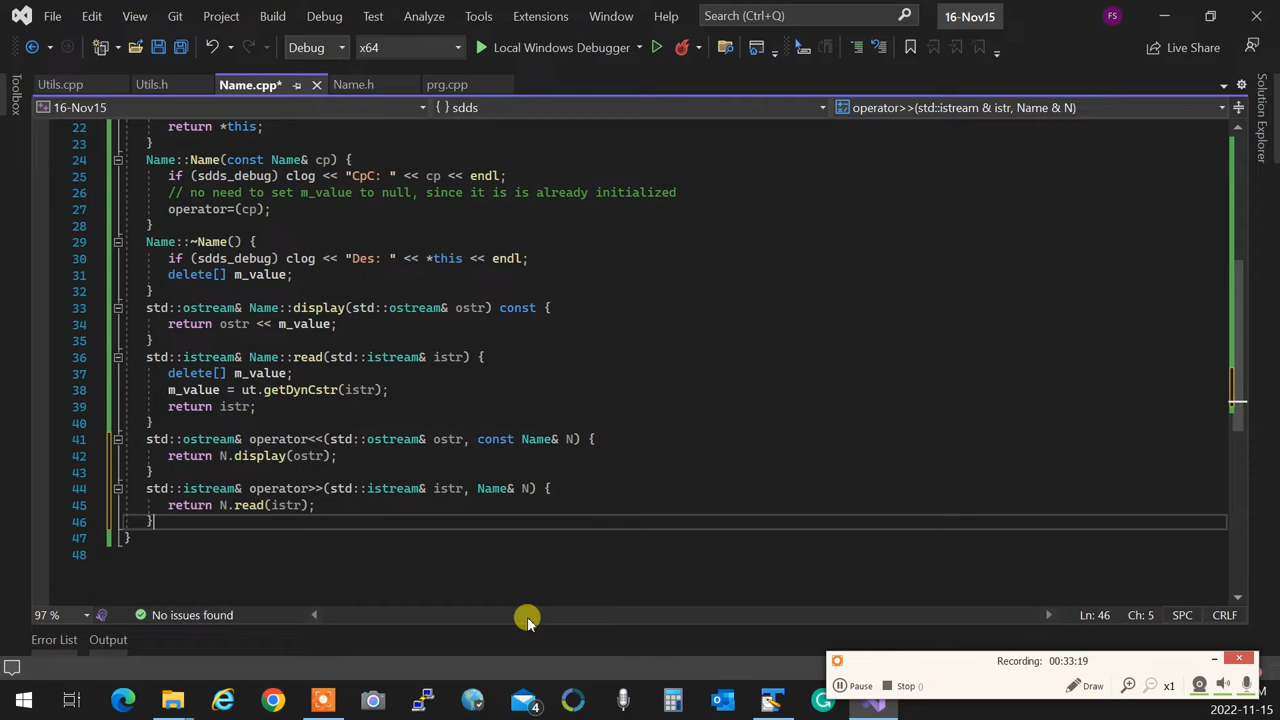 File Edit View Git Project Build Debug Test Analyze Tools Extensions Window Help Search (Ctrl+Q) 16-Nov15 FS
Debug x64 Local Windows Debugger Live Share
Toolbox
Utils.cpp Utils.h Name.cpp* Name.h prg.cpp
Solution Explorer
16-Nov15 {} sdds operator>>(std::istream & istr, Name & N)
22 return *this;
23 }
24 Name::Name(const Name& cp) {
25 if (sdds_debug) clog << "CpC: " << cp << endl;
26 // no need to set m_value to null, since it is is already initialized
27 operator=(cp);
28 }
29 Name::~Name() {
30 if (sdds_debug) clog << "Des: " << *this << endl;
31 delete[] m_value;
32 }
33 std::ostream& Name::display(std::ostream& ostr) const {
34 return ostr << m_value;
35 }
36 std::istream& Name::read(std::istream& istr) {
37 delete[] m_value;
38 m_value = ut.getDynCstr(istr);
39 return istr;
40 }
41 std::ostream& operator<<(std::ostream& ostr, const Name& N) {
42 return N.display(ostr);
43 }
44 std::istream& operator>>(std::istream& istr, Name& N) {
45 return N.read(istr);
46 }
47 }
48
97 % No issues found Ln: 46 Ch: 5 SPC CRLF
Error List Output
Recording: 00:33:19
Pause Stop () Draw x1
4
2022-11-15